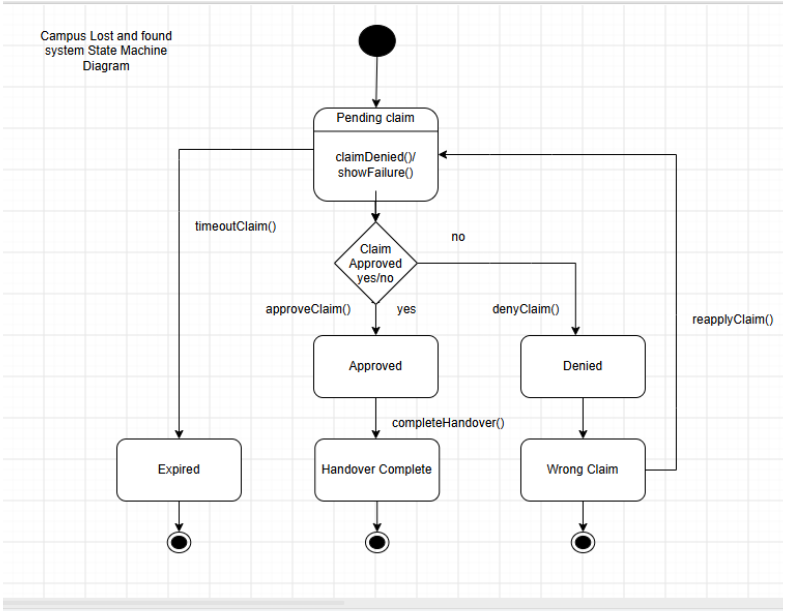 Campus Lost and found
system State Machine
Diagram
Pending claim
claimDenied()/
showFailure()
timeoutClaim()
no
Claim
Approved
yes/no
approveClaim()
yes
denyClaim()
reapplyClaim()
Approved
Denied
completeHandover()
Expired
Handover Complete
Wrong Claim